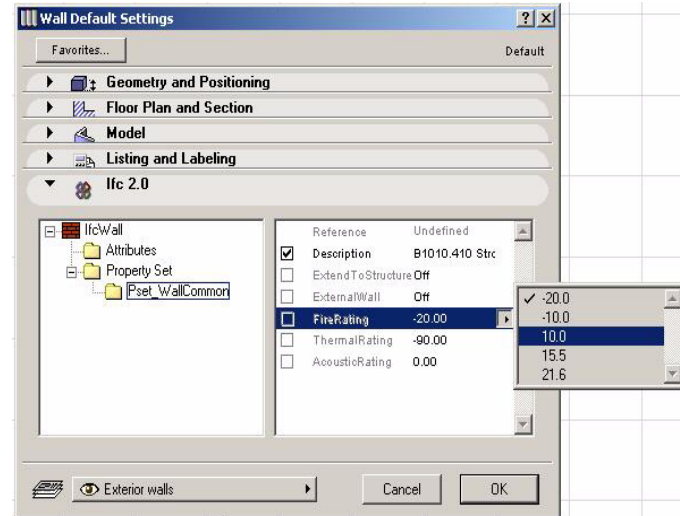 Wall Default Settings
Favorites...
Default
Geometry and Positioning
Floor Plan and Section
Model
Listing and Labeling
Ifc 2.0
IfcWall
Attributes
Property Set
Pset_WallCommon
Reference Undefined
Description B1010.410 Strc
ExtendToStructure Off
ExternalWall Off
FireRating -20.00
ThermalRating -90.00
AcousticRating 0.00
-20.0
-10.0
10.0
15.5
21.6
Exterior walls
Cancel
OK